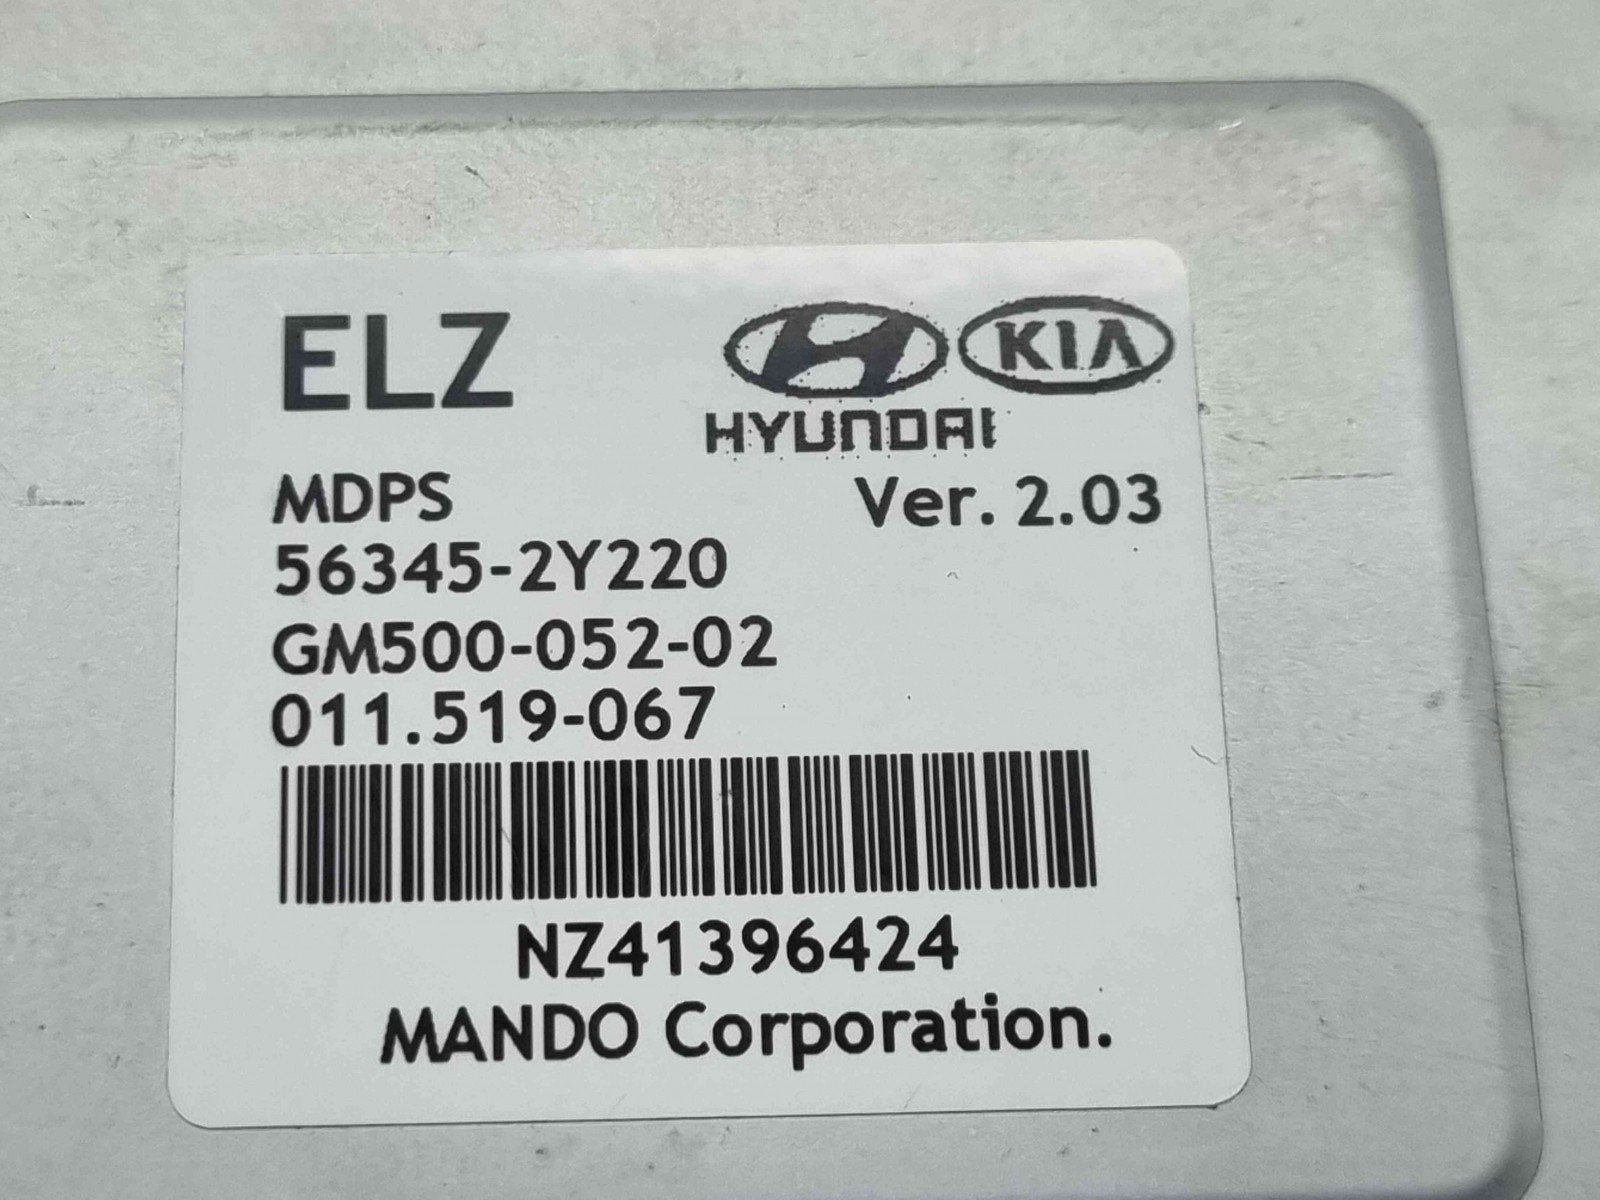 ELZ
KIA
HYUNDAI
MDPS Ver. 2.03
56345-2Y220
GM500-052-02
011.519-067
NZ41396424
MANDO Corporation.